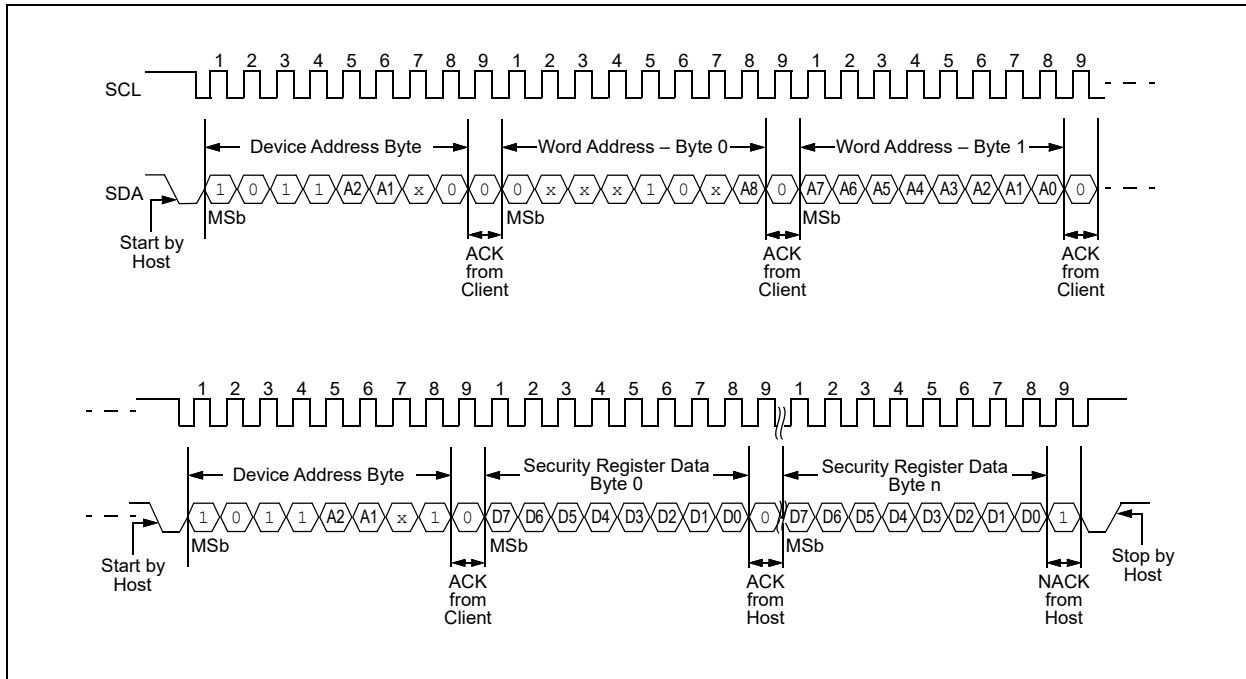 1 2 3 4 5 6 7 8 9 1 2 3 4 5 6 7 8 9 1 2 3 4 5 6 7 8 9
SCL
Device Address Byte Word Address – Byte 0 Word Address – Byte 1
SDA 1 0 1 1 A2 A1 x 0 0 0 x x x 1 0 x A8 0 A7 A6 A5 A4 A3 A2 A1 A0 0
MSb MSb MSb
Start by
Host
ACK
from
Client
ACK
from
Client
ACK
from
Client
1 2 3 4 5 6 7 8 9 1 2 3 4 5 6 7 8 9 1 2 3 4 5 6 7 8 9
Device Address Byte
Security Register Data
Byte 0
Security Register Data
Byte n
1 0 1 1 A2 A1 x 1 0 D7 D6 D5 D4 D3 D2 D1 D0 0 D7 D6 D5 D4 D3 D2 D1 D0 1
MSb MSb MSb
Start by
Host
ACK
from
Client
ACK
from
Host
NACK
from
Host
Stop by
Host